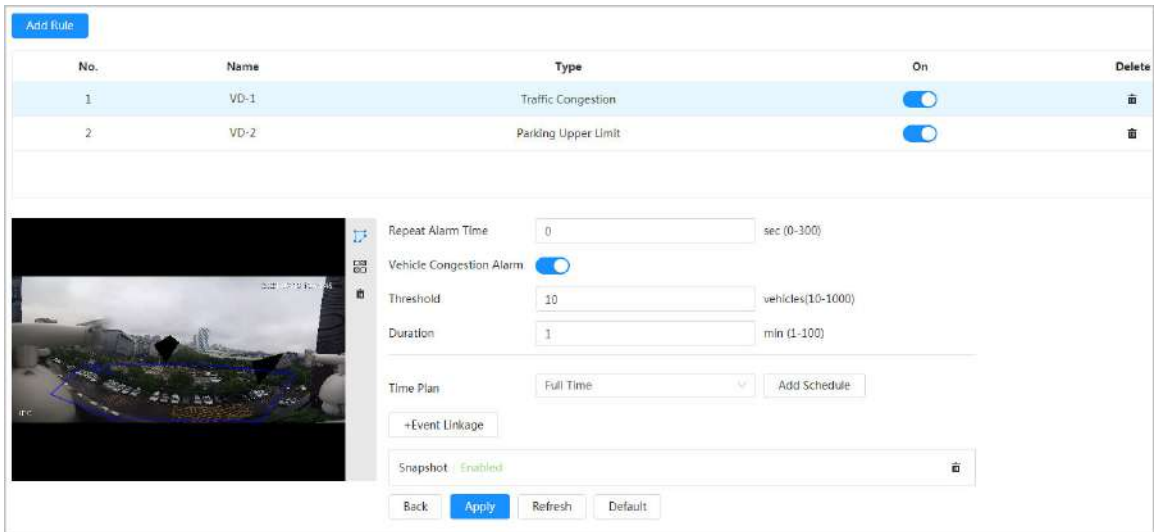 Add Rule
No. Name Type On Delete
1 VD-1 Traffic Congestion
2 VD-2 Parking Upper Limit
Repeat Alarm Time 0 sec (0-300)
Vehicle Congestion Alarm
Threshold 10 vehicles(10-1000)
Duration 1 min (1-100)
Time Plan Full Time Add Schedule
+Event Linkage
Snapshot Enabled
Back Apply Refresh Default